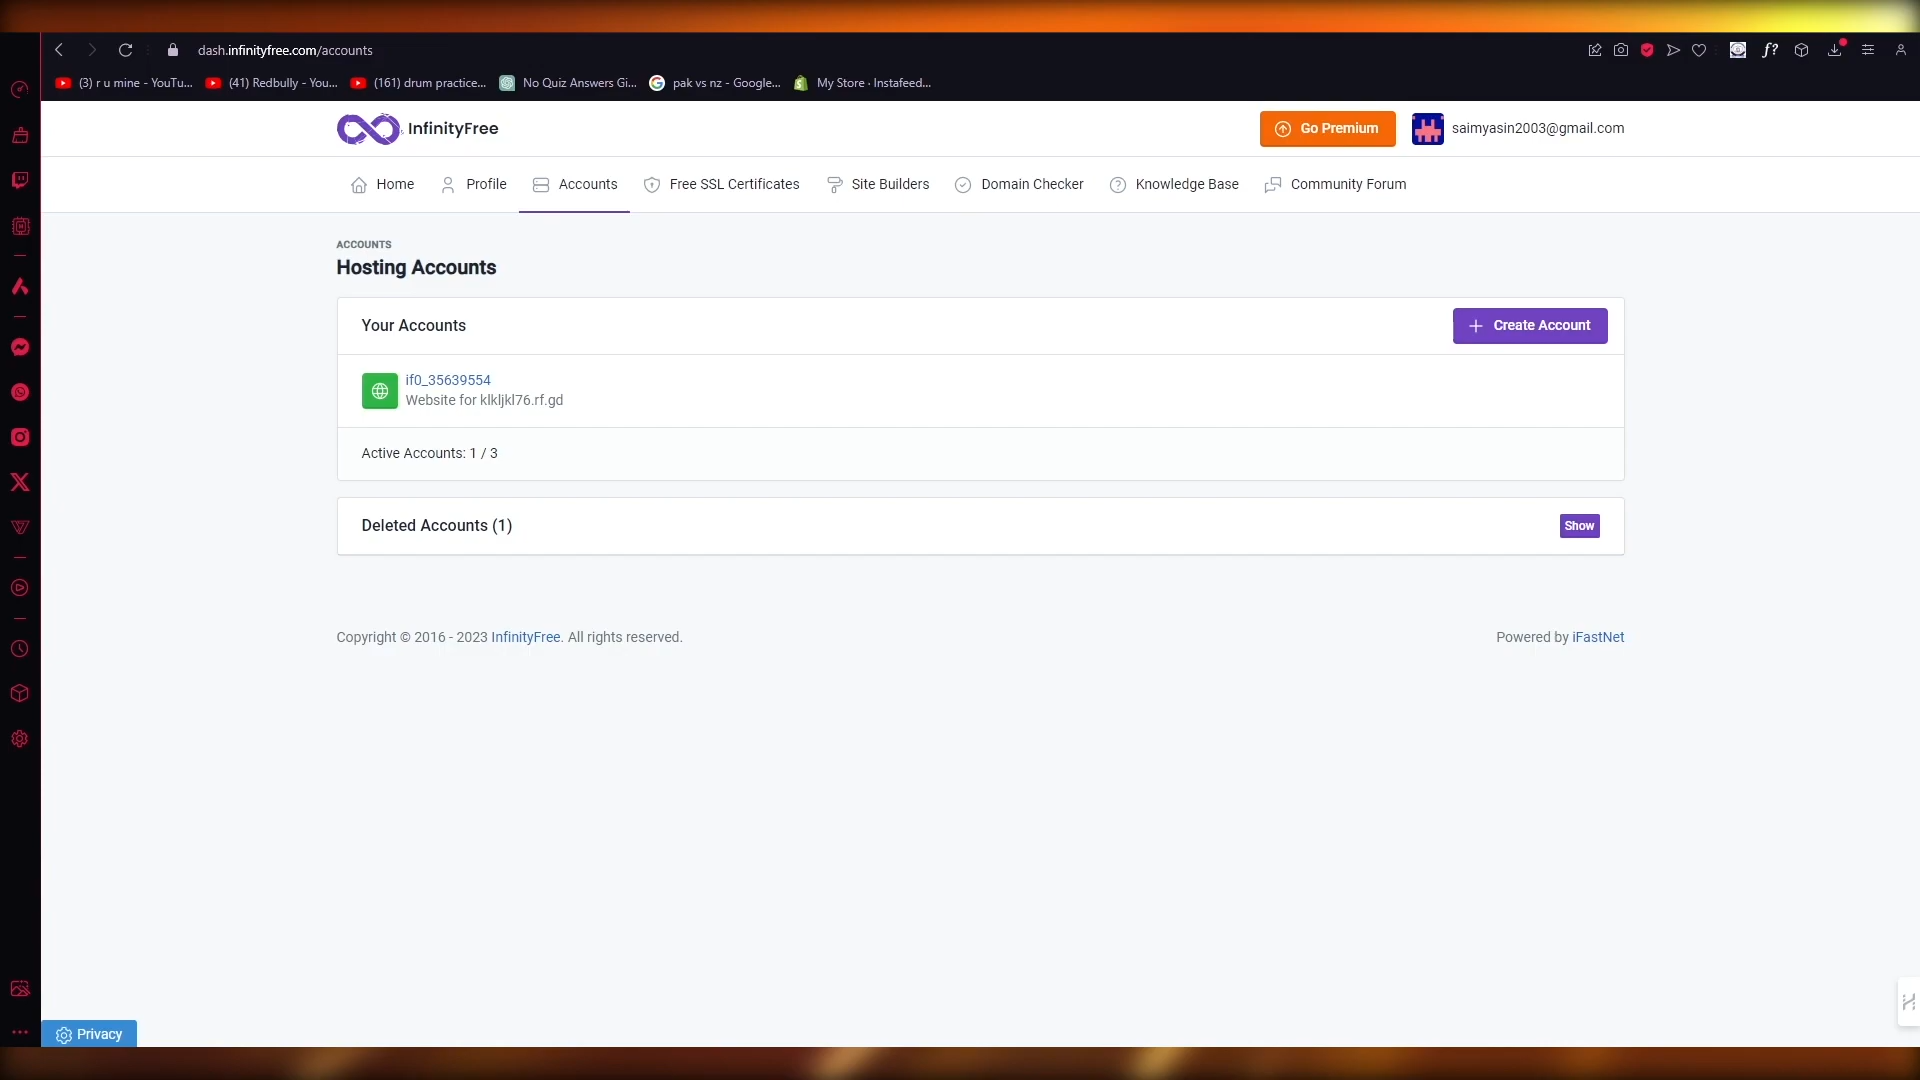 dash.infinityfree.com/accounts
(3) r u mine - YouTu... (41) Redbully - You... (161) drum practice... No Quiz Answers Gi... pak vs nz - Google... My Store · Instafeed...
InfinityFree Go Premium saimyasin2003@gmail.com
Home Profile Accounts Free SSL Certificates Site Builders Domain Checker Knowledge Base Community Forum
ACCOUNTS
Hosting Accounts
Your Accounts Create Account
if0_35639554
Website for klkljkl76.rf.gd
Active Accounts: 1 / 3
Deleted Accounts (1) Show
Copyright © 2016 - 2023 InfinityFree. All rights reserved. Powered by iFastNet
Privacy